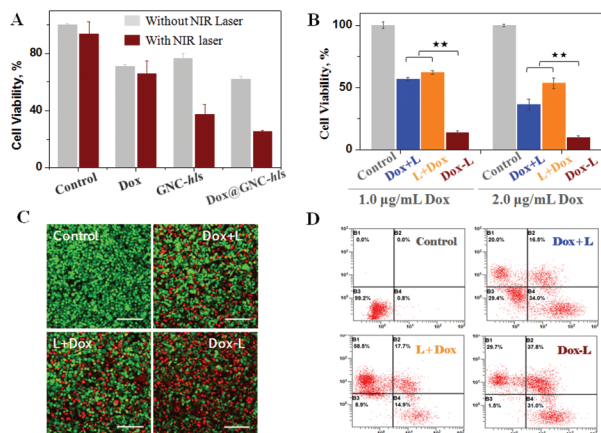 A
Without NIR Laser
With NIR laser
Cell Viability, %
80
40
0
Control
Dox
GNC-hls
Dox@GNC-hls
B
Cell Viability, %
100
50
0
★★
★★
Control
Dox+L
L+Dox
Dox-L
Control
Dox+L
L+Dox
Dox-L
1.0 µg/mL Dox
2.0 µg/mL Dox
C
Control
Dox+L
L+Dox
Dox-L
D
B1
0.0%
B2
0.0%
Control
B3
99.2%
B4
0.8%
B1
20.0%
B2
16.5%
Dox+L
B3
29.4%
B4
34.0%
B1
58.5%
B2
17.7%
L+Dox
B3
8.9%
B4
14.9%
B1
29.7%
B2
37.8%
Dox-L
B3
1.5%
B4
31.0%